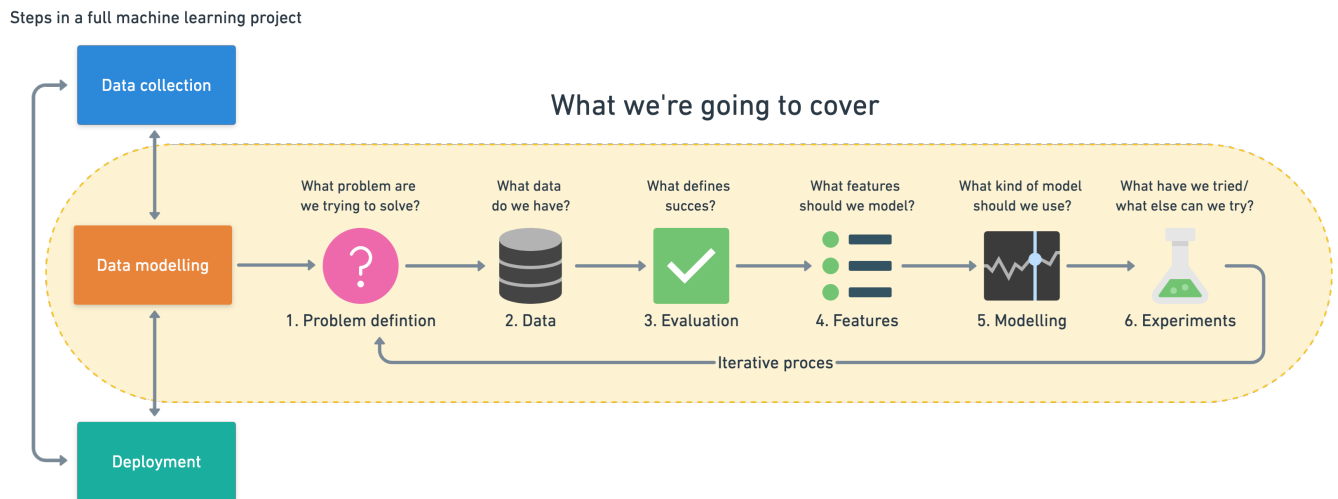 Steps in a full machine learning project
Data collection
What we're going to cover
What problem are
we trying to solve?
What data
do we have?
What defines
succes?
What features
should we model?
What kind of model
should we use?
What have we tried/
what else can we try?
Data modelling
?
1. Problem defintion
2. Data
3. Evaluation
4. Features
5. Modelling
6. Experiments
Iterative proces
Deployment